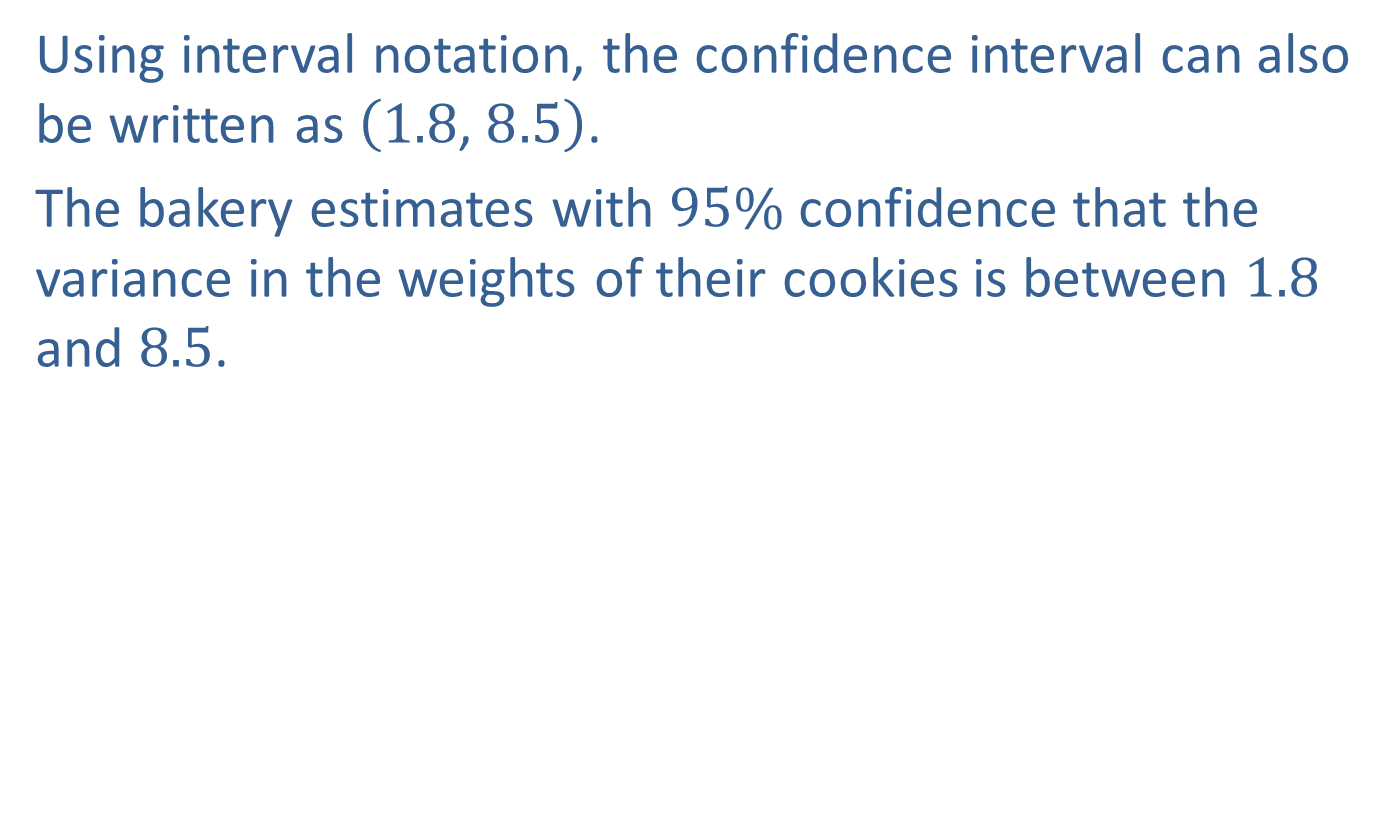 Using interval notation, the confidence interval can also
be written as (1.8, 8.5).
The bakery estimates with 95% confidence that the
variance in the weights of their cookies is between 1.8
and 8.5.